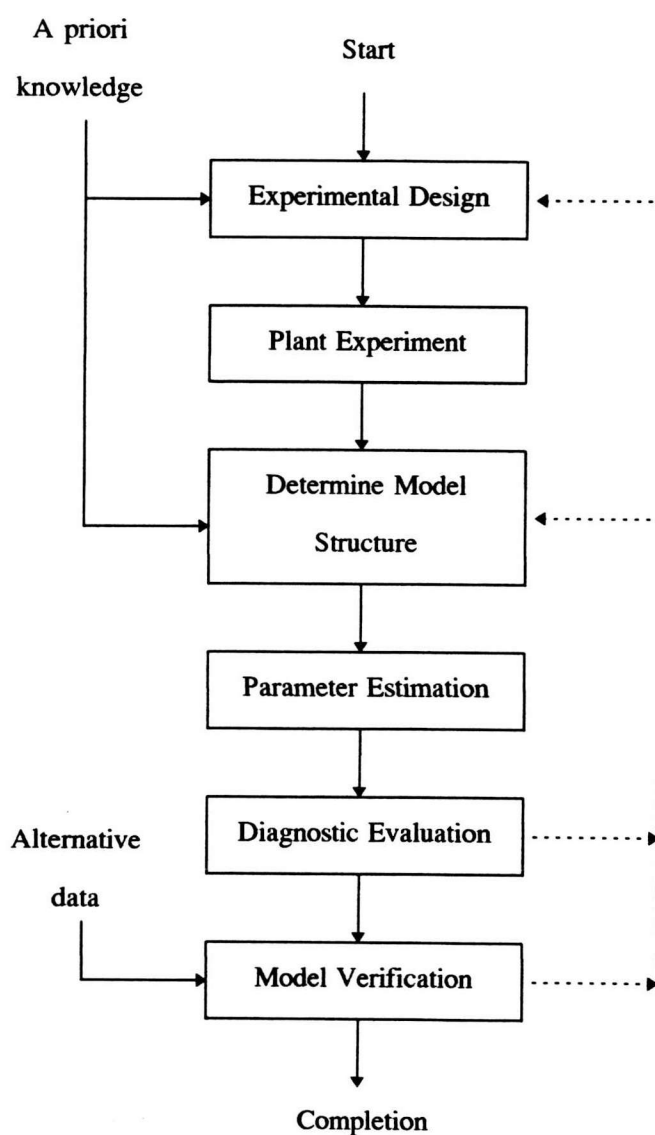 A priori
knowledge
Start
Experimental Design
Plant Experiment
Determine Model
Structure
Parameter Estimation
Diagnostic Evaluation
Alternative
data
Model Verification
Completion